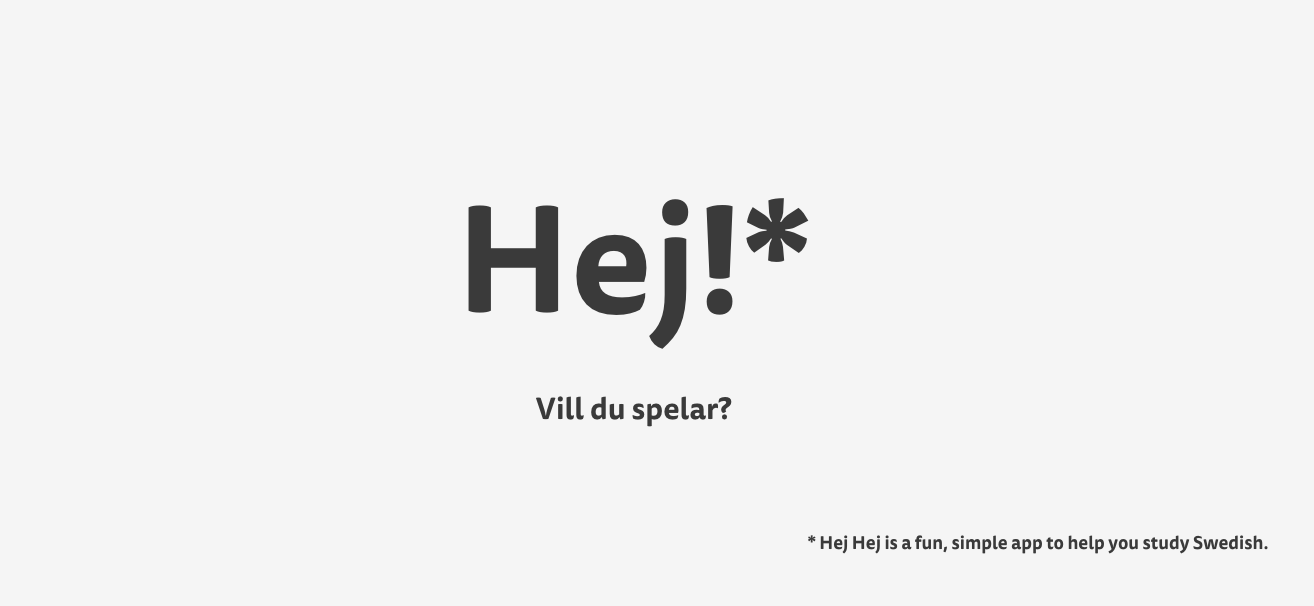 Hej!*
Vill du spelar?
* Hej Hej is a fun, simple app to help you study Swedish.